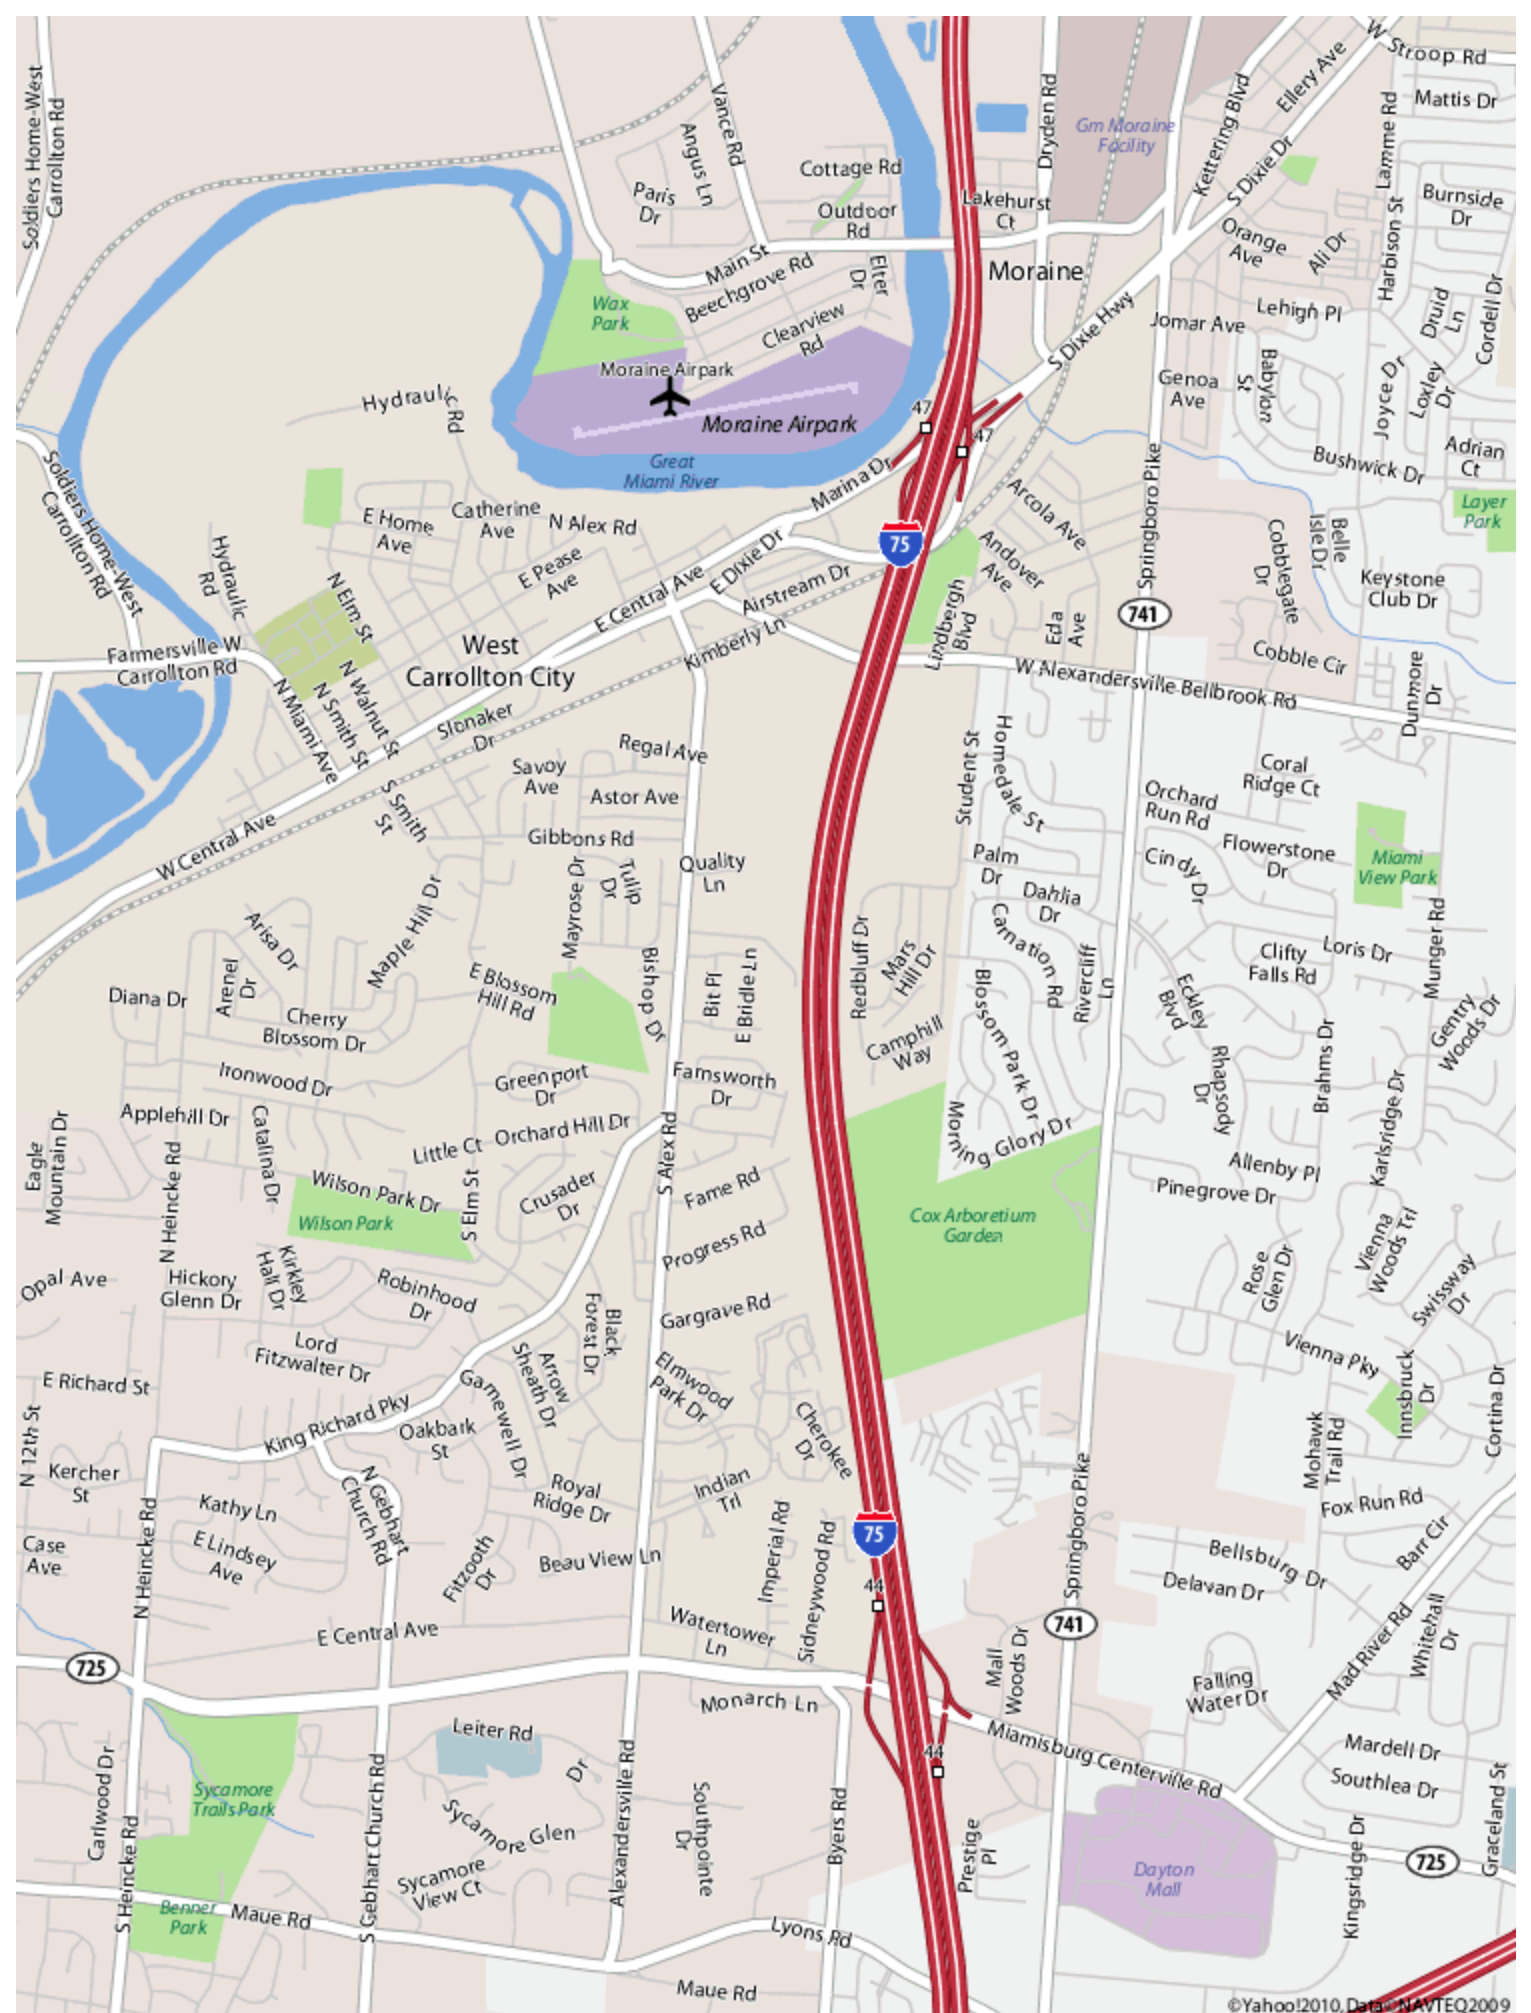 W Stroop Rd
Mattis Dr
Ellery Ave
Kettering Blvd
Lamme Rd
Dryden Rd
Gm Moraine
Facility
S Dixie Dr
Vance Rd
Angus Ln
Cottage Rd
Paris
Dr
Outdoor
Rd
Lakehurst
Ct
Burnside
Dr
Soldiers Home-West
Carrollton Rd
Orange
Ave
Ali Dr
Harbison St
Main St
Beechgrove Rd
Elter
Dr
Moraine
Wax
Park
Clearview
Rd
S Dixie Hwy
Jomar Ave
Lehigh Pl
Druid
Ln
Cordell Dr
Moraine Airpark
Moraine Airpark
Hydraulic Rd
Genoa
Ave
Babylon
St
Joyce Dr
Loxley
Dr
47
47
Great
Miami River
Marina Dr
Bushwick Dr
Adrian
Ct
Layer
Park
Soldiers Home-West
Carrollton Rd
E Home
Ave
Catherine
Ave
N Alex Rd
Arcola Ave
Springboro Pike
75
Hydraulic
Rd
E Pease
Ave
E Dixie Dr
Andover
Ave
Cobblegate
Dr
Belle
Isle Dr
Keystone
Club Dr
N Elm St
E Central Ave
Airstream Dr
Lindbergh
Blvd
Eda
Ave
741
Farmersville W
Carrollton Rd
West
Carrollton City
Kimberly Ln
Cobble Cir
W Alexandersville Bellbrook Rd
Dunmore
Dr
N Walnut St
N Smith St
N Miami Ave
Slonaker
Dr
Regal Ave
Student St
Homedale St
Savoy
Ave
Astor Ave
Coral
Ridge Ct
Orchard
Run Rd
S Smith
St
W Central Ave
Gibbons Rd
Flowerstone
Dr
Miami
View Park
Palm
Dr
Cindy Dr
Mayrose Dr
Tulip
Dr
Quality
Ln
Dahlia
Dr
Arisa Dr
Maple Hill Dr
Redbluff Dr
Mars
Hill Dr
Carnation Rd
Rivercliff
Ln
Clifty
Falls Rd
Loris Dr
Munger Rd
Diana Dr
Arenel
Dr
E Blossom
Hill Rd
Bishop Dr
Bit Pl
E Bridle Ln
Blossom Park Dr
Eckley
Blvd
Gentry
Woods Dr
Cherry
Blossom Dr
Camphill
Way
Rhapsody
Dr
Brahms Dr
Ironwood Dr
Greenport
Dr
Farnsworth
Dr
Karlsridge Dr
Applehill Dr
Catalina Dr
Little Ct
Orchard Hill Dr
S Alex Rd
Morning Glory Dr
Eagle
Mountain Dr
N Heincke Rd
Allenby Pl
Pinegrove Dr
Wilson Park Dr
Wilson Park
S Elm St
Crusader
Dr
Fame Rd
Cox Arboretium
Garden
Progress Rd
Vienna
Woods Trl
Rose
Glen Dr
Swissway
Dr
Opal Ave
Hickory
Glenn Dr
Kirkley
Hall Dr
Robinhood
Dr
Black
Forest Dr
Gargrave Rd
Lord
Fitzwalter Dr
Arrow
Sheath Dr
Elmwood
Park Dr
Vienna Pky
Innsbruck
Dr
Cortina Dr
E Richard St
Gamewell Dr
Cherokee
Dr
King Richard Pky
Oakbark
St
N 12th St
Mohawk
Trail Rd
Kercher
St
N Gebhart
Church Rd
Royal
Ridge Dr
Indian
Trl
Springboro Pike
Fox Run Rd
Kathy Ln
N Heincke Rd
Imperial Rd
Sidneywood Rd
75
Barr Cir
Case
Ave
E Lindsey
Ave
Fitzooth
Dr
Beau View Ln
Bellsburg Dr
Delavan Dr
44
741
E Central Ave
Watertower
Ln
Mall
Woods Dr
Whitehall
Dr
Mad River Rd
725
Falling
Water Dr
Monarch Ln
Leiter Rd
Miamisburg Centerville Rd
Mardell Dr
44
Southlea Dr
Carlwood Dr
Sycamore
Trails Park
S Gebhart Church Rd
Sycamore Glen
Dr
Alexandersville Rd
Southpointe
Dr
Byers Rd
Prestige
Pl
Dayton
Mall
Kingsridge Dr
725
Graceland St
S Heincke Rd
Sycamore
View Ct
Benner
Park
Maue Rd
Lyons Rd
Maue Rd
©Yahoo!2010, Data©NAVTEQ2009